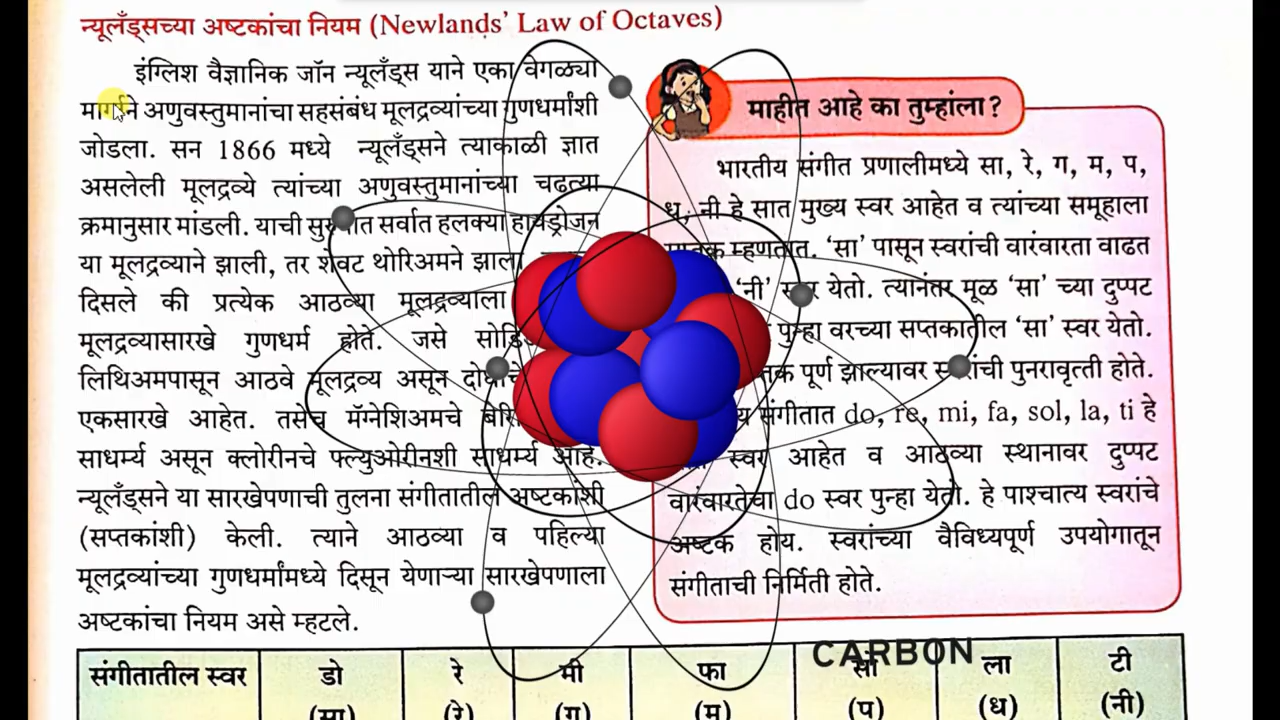 न्यूलँड्सच्या अष्टकांचा नियम (Newlands' Law of Octaves)
इंग्लिश वैज्ञानिक जॉन न्यूलँड्स याने एका वेगळ्या
मार्गाने अणुवस्तुमानांचा सहसंबंध मूलद्रव्यांच्या गुणधर्मांशी
जोडला. सन 1866 मध्ये न्यूलँड्सने त्याकाळी ज्ञात
असलेली मूलद्रव्ये त्यांच्या अणुवस्तुमानांच्या चढत्या
क्रमानुसार मांडली. याची सुरुवात सर्वात हलक्या हायड्रोजन
या मूलद्रव्याने झाली, तर शेवट थोरिअमने झाला.
दिसले की प्रत्येक आठव्या मूलद्रव्याला
मूलद्रव्यासारखे गुणधर्म होते. जसे
लिथिअमपासून आठवे मूलद्रव्य असून दोघांचे
एकसारखे आहेत. तसेच मॅग्नेशिअमचे
साधर्म्य असून क्लोरीनचे फ्ल्युओरीनशी साधर्म्य आहे.
न्यूलँड्सने या सारखेपणाची तुलना संगीतातील अष्टकांशी
(सप्तकांशी) केली. त्याने आठव्या व पहिल्या
मूलद्रव्यांच्या गुणधर्मांमध्ये दिसून येणाऱ्या सारखेपणाला
अष्टकांचा नियम असे म्हटले.
माहीत आहे का तुम्हांला?
भारतीय संगीत प्रणालीमध्ये सा, रे, ग, म, प,
ध, नी हे सात मुख्य स्वर आहेत व त्यांच्या समूहाला
सप्तक म्हणतात. 'सा' पासून स्वरांची वारंवारता वाढत
'नी' स्वर येतो. त्यानंतर मूळ 'सा' च्या दुप्पट
पुन्हा वरच्या सप्तकातील 'सा' स्वर येतो.
पूर्ण झाल्यावर स्वरांची पुनरावृत्ती होते.
संगीतात do, re, mi, fa, sol, la, ti हे
स्वर आहेत व आठव्या स्थानावर दुप्पट
वारंवारतेचा do स्वर पुन्हा येतो. हे पाश्चात्य स्वरांचे
अष्टक होय. स्वरांच्या वैविध्यपूर्ण उपयोगातून
संगीताची निर्मिती होते.
CARBON
संगीतातील स्वर डो रे मी फा सो ला टी
(सा) (रे) (ग) (म) (प) (ध) (नी)